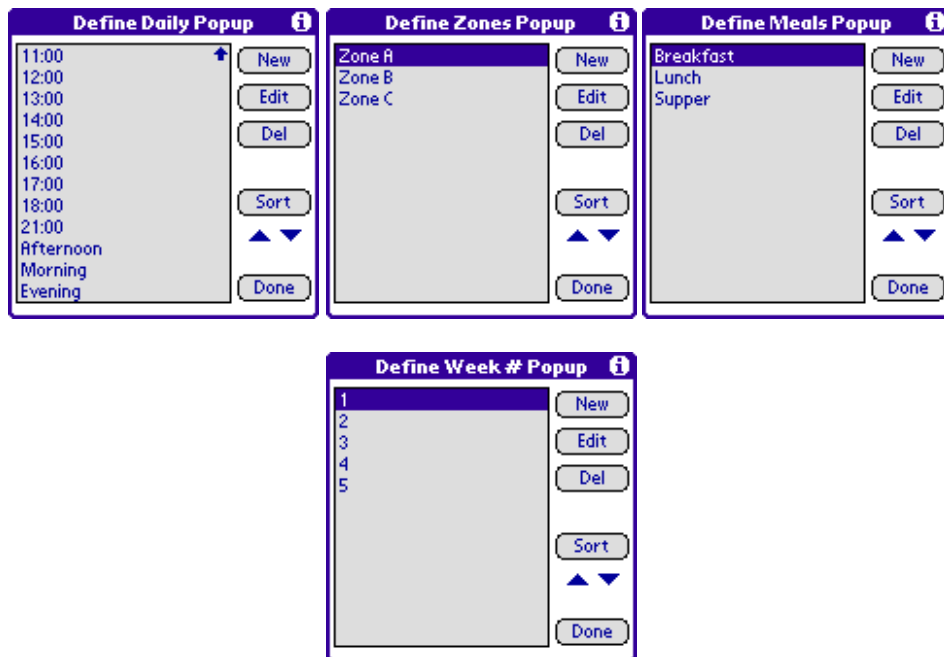 Define Daily Popup i
11:00
12:00
13:00
14:00
15:00
16:00
17:00
18:00
21:00
Afternoon
Morning
Evening
New
Edit
Del
Sort
Done
Define Zones Popup i
Zone A
Zone B
Zone C
New
Edit
Del
Sort
Done
Define Meals Popup i
Breakfast
Lunch
Supper
New
Edit
Del
Sort
Done
Define Week # Popup i
1
2
3
4
5
New
Edit
Del
Sort
Done